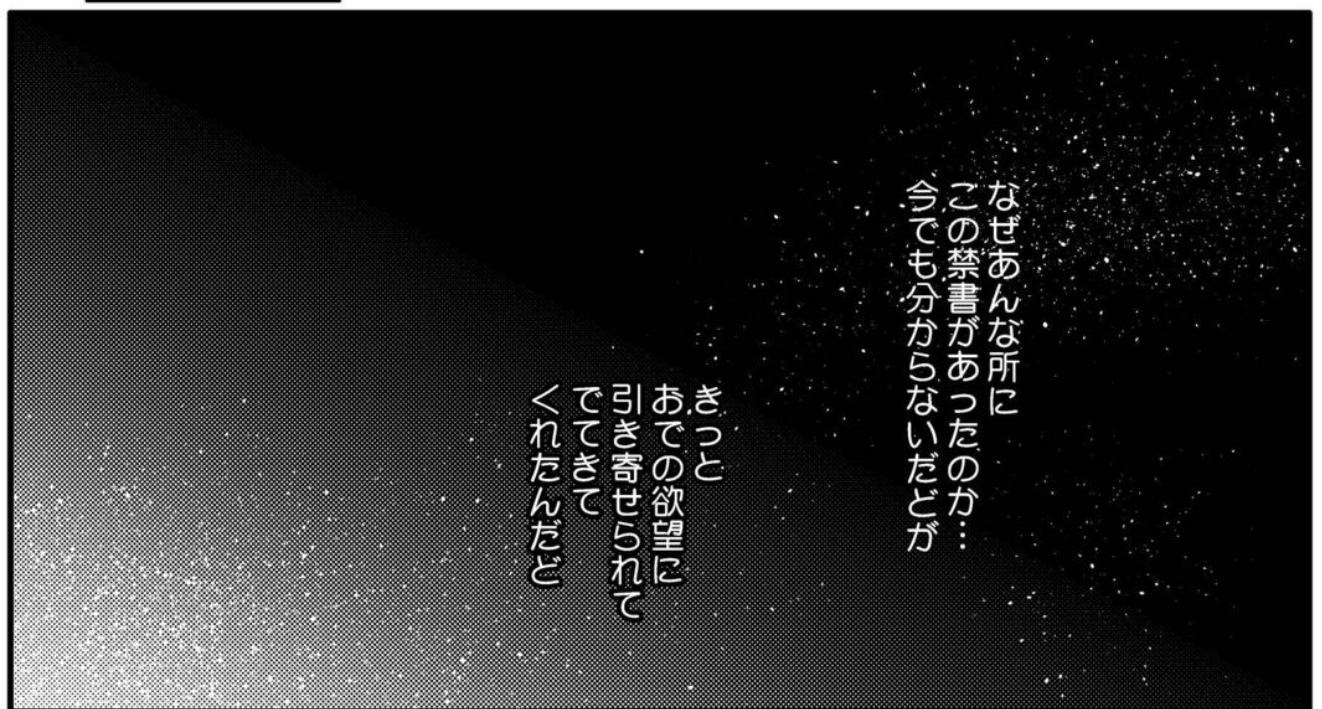 なぜあんな所に
この禁書があったのか…
今でも分からないだどが
きっと
おでの欲望に
引き寄せられて
でてきて
くれたんだど